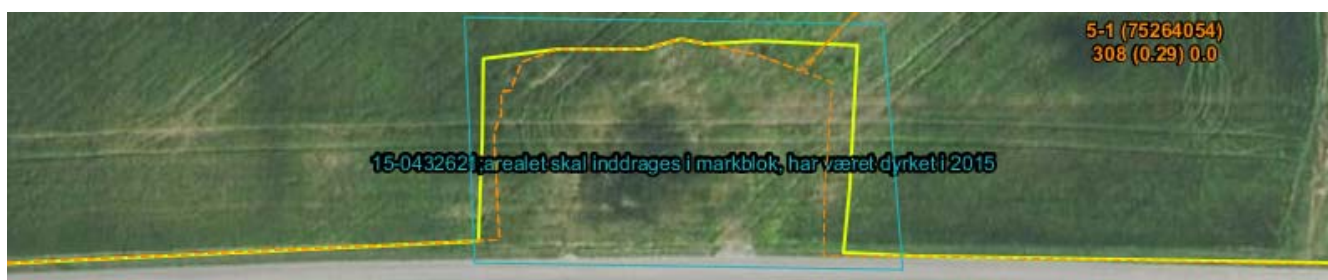 5-1 (75264054)
308 (0.29) 0.0
15-0432621;arealet skal inddrages i markblok, har været dyrket i 2015